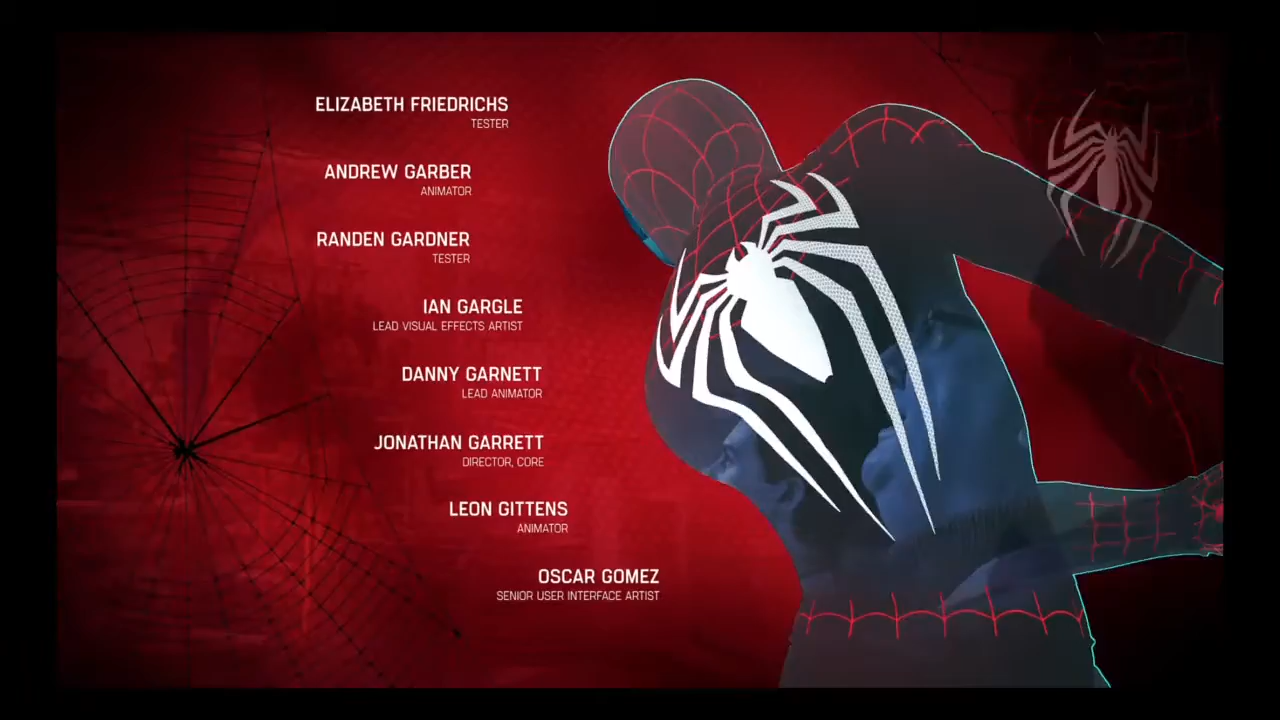 ELIZABETH FRIEDRICHS
TESTER
ANDREW GARBER
ANIMATOR
RANDEN GARDNER
TESTER
IAN GARGLE
LEAD VISUAL EFFECTS ARTIST
DANNY GARNETT
LEAD ANIMATOR
JONATHAN GARRETT
DIRECTOR, CORE
LEON GITTENS
ANIMATOR
OSCAR GOMEZ
SENIOR USER INTERFACE ARTIST